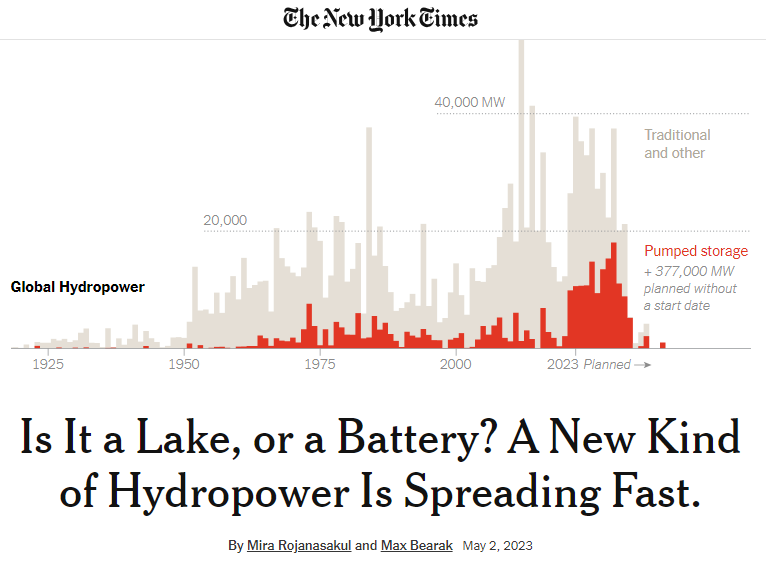 The New York Times
40,000 MW
Traditional
and other
20,000
Pumped storage
+ 377,000 MW
planned without
a start date
Global Hydropower
1925
1950
1975
2000
2023 Planned
Is It a Lake, or a Battery? A New Kind
of Hydropower Is Spreading Fast.
By Mira Rojanasakul and Max Bearak May 2, 2023